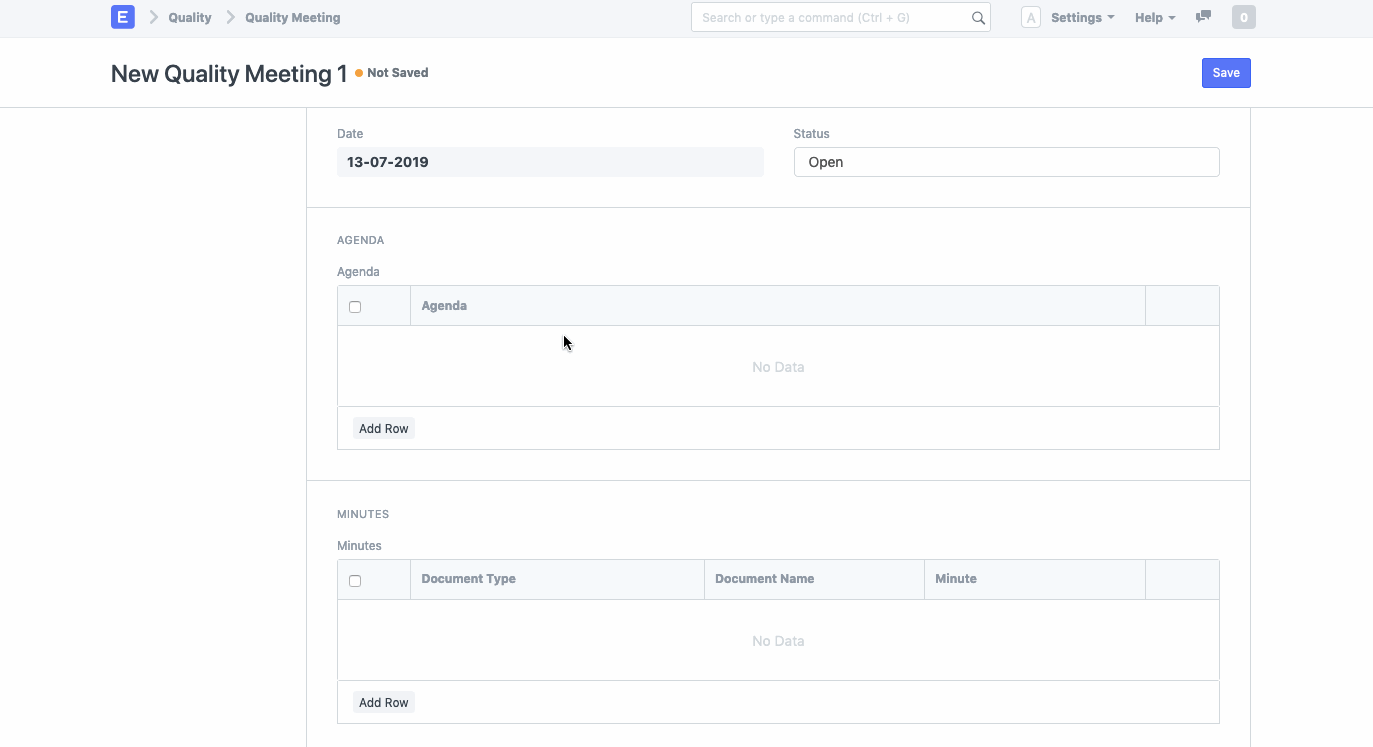 E Quality Quality Meeting Search or type a command (Ctrl + G) A Settings Help 0
New Quality Meeting 1 Not Saved Save
Date Status
13-07-2019 Open
AGENDA
Agenda
Agenda
No Data
Add Row
MINUTES
Minutes
Document Type Document Name Minute
No Data
Add Row